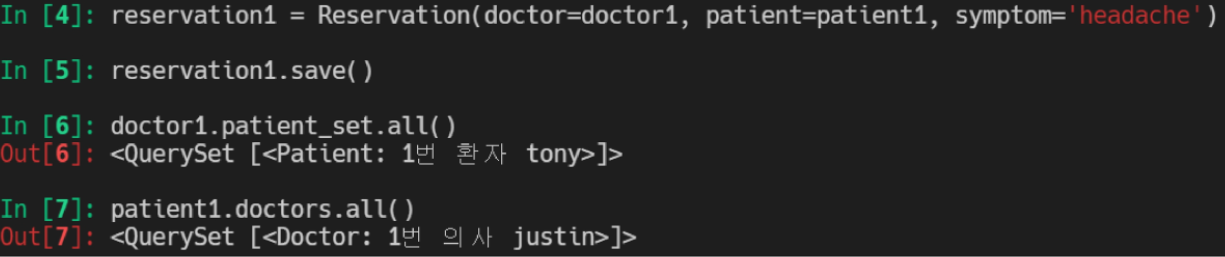 In [4]: reservation1 = Reservation(doctor=doctor1, patient=patient1, symptom='headache')
In [5]: reservation1.save()
In [6]: doctor1.patient_set.all()
Out[6]: <QuerySet [<Patient: 1번 환자 tony>]>
In [7]: patient1.doctors.all()
Out[7]: <QuerySet [<Doctor: 1번 의사 justin>]>